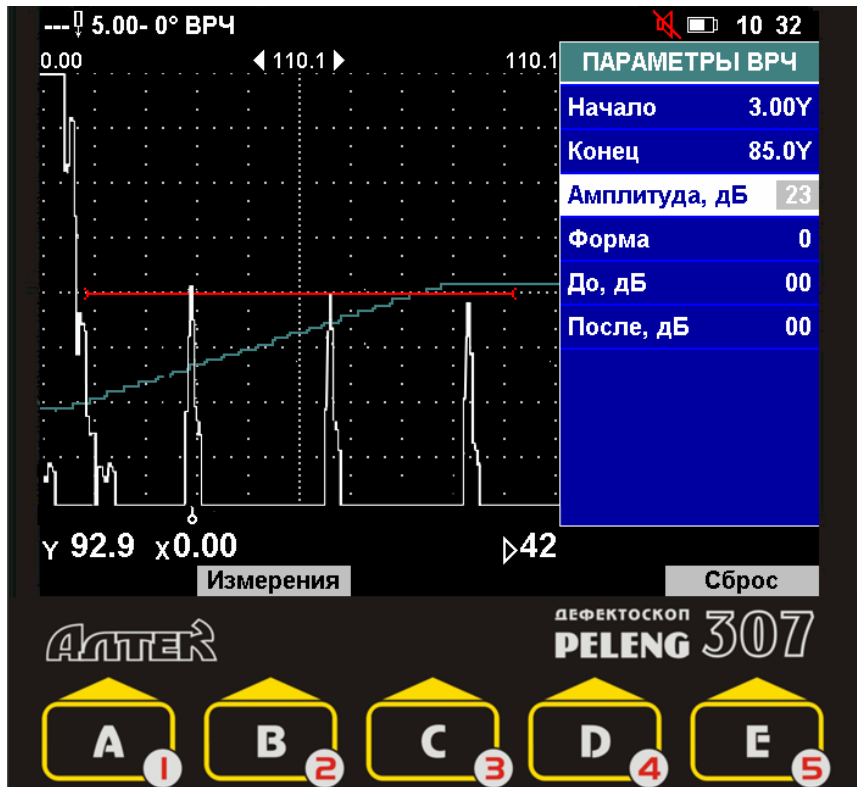 --- 5.00- 0° ВРЧ 10 32
0.00 110.1 110.1
ПАРАМЕТРЫ ВРЧ
Начало 3.00Y
Конец 85.0Y
Амплитуда, дБ 23
Форма 0
До, дБ 00
После, дБ 00
Y 92.9 X0.00 ▷42
Измерения Сброс
АЛТЕК
ДЕФЕКТОСКОП
PELENG 307
A 1 B 2 C 3 D 4 E 5